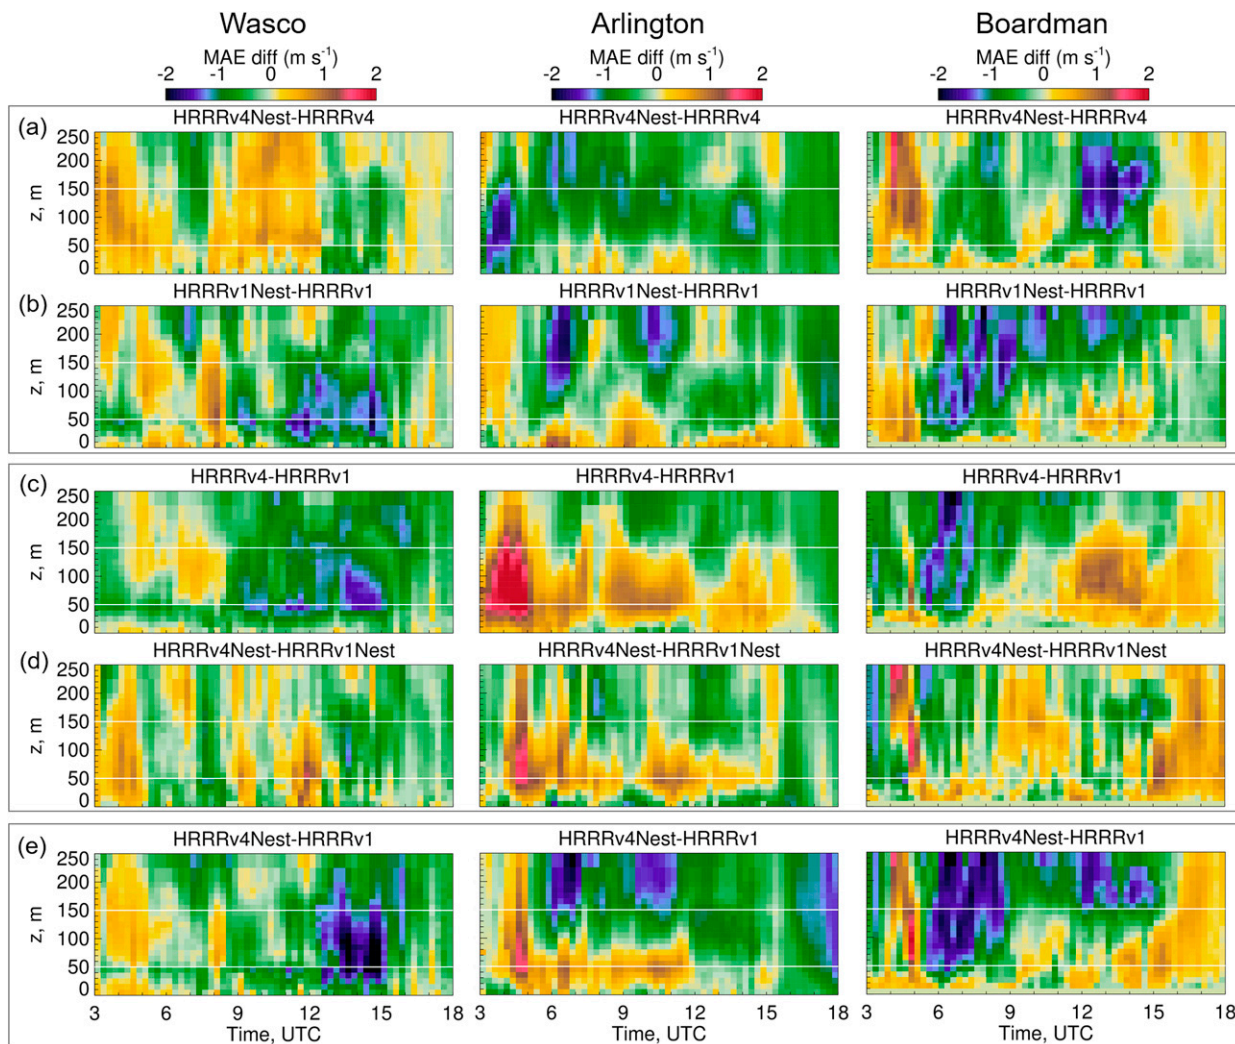 Wasco Arlington Boardman
MAE diff (m s⁻¹) MAE diff (m s⁻¹) MAE diff (m s⁻¹)
-2 -1 0 1 2 -2 -1 0 1 2 -2 -1 0 1 2
(a) HRRRv4Nest-HRRRv4 HRRRv4Nest-HRRRv4 HRRRv4Nest-HRRRv4
250
200
150
100
50
0
z, m
(b) HRRRv1Nest-HRRRv1 HRRRv1Nest-HRRRv1 HRRRv1Nest-HRRRv1
250
200
150
100
50
0
z, m
(c) HRRRv4-HRRRv1 HRRRv4-HRRRv1 HRRRv4-HRRRv1
250
200
150
100
50
0
z, m
(d) HRRRv4Nest-HRRRv1Nest HRRRv4Nest-HRRRv1Nest HRRRv4Nest-HRRRv1Nest
250
200
150
100
50
0
z, m
(e) HRRRv4Nest-HRRRv1 HRRRv4Nest-HRRRv1 HRRRv4Nest-HRRRv1
250
200
150
100
50
0
z, m
3 6 9 12 15 18 3 6 9 12 15 18 3 6 9 12 15 18
Time, UTC Time, UTC Time, UTC